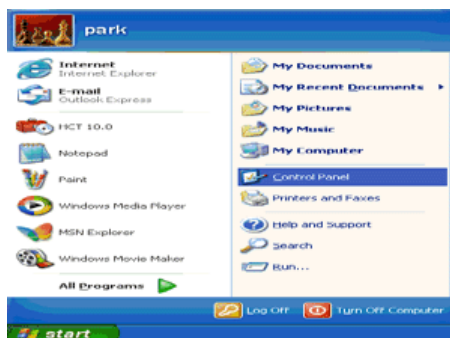 park
Internet
Internet Explorer
E-mail
Outlook Express
HCT 10.0
Notepad
Paint
Windows Media Player
MSN Explorer
Windows Movie Maker
All Programs
My Documents
My Recent Documents
My Pictures
My Music
My Computer
Control Panel
Printers and Faxes
Help and Support
Search
Run...
Log Off
Turn Off Computer
start